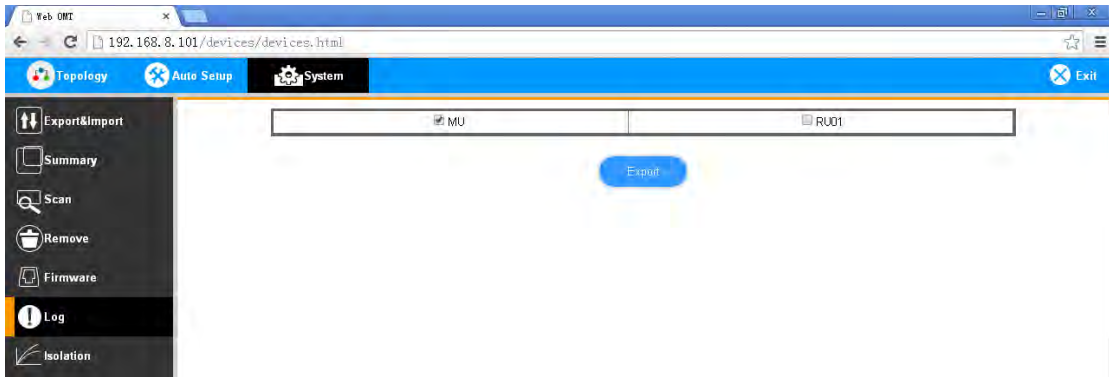 Web OMT
192.168.8.101/devices/devices.html
Topology Auto Setup System Exit
Export&Import
MU RU01
Summary
Export
Scan
Remove
Firmware
Log
Isolation